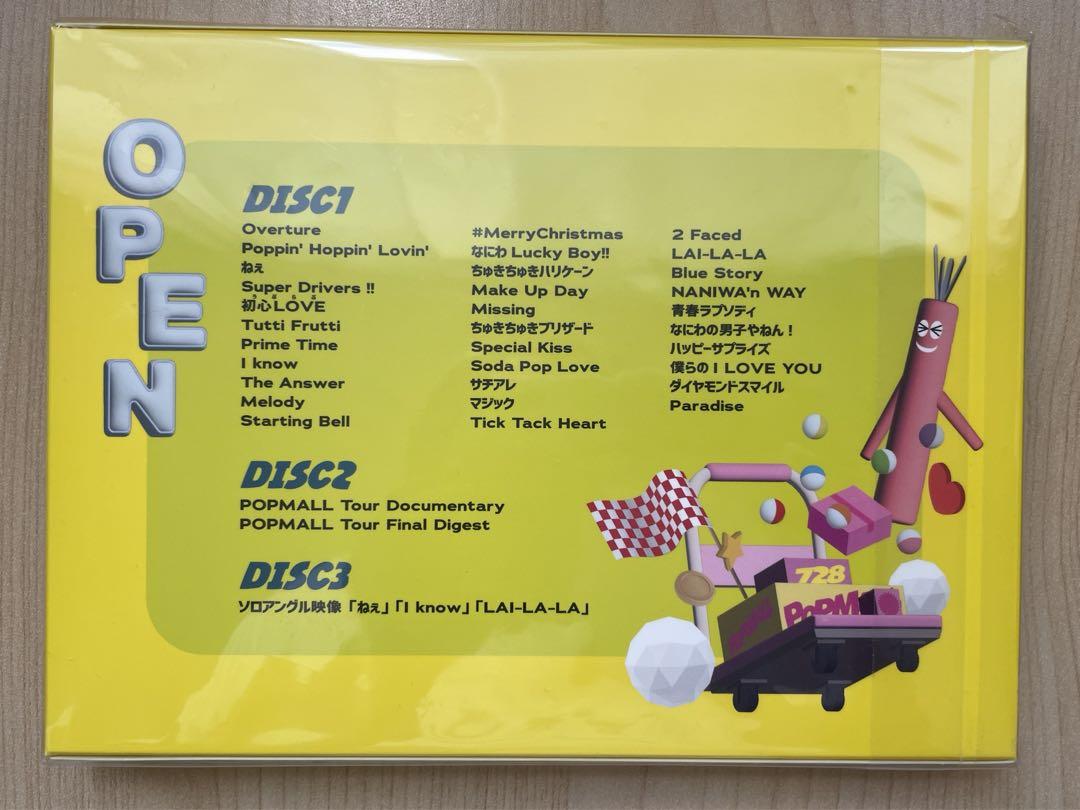 OPEN
DISC1
Overture
Poppin' Hoppin' Lovin'
ねぇ
Super Drivers !!
初心LOVE
Tutti Frutti
Prime Time
I know
The Answer
Melody
Starting Bell
#MerryChristmas
なにわ Lucky Boy!!
ちゅきちゅきハリケーン
Make Up Day
Missing
ちゅきちゅきブリザード
Special Kiss
Soda Pop Love
サチアレ
マジック
Tick Tack Heart
2 Faced
LAI-LA-LA
Blue Story
NANIWA'n WAY
青春ラプソディ
なにわの男子やねん！
ハッピーサプライズ
僕らの I LOVE YOU
ダイヤモンドスマイル
Paradise
DISC2
POPMALL Tour Documentary
POPMALL Tour Final Digest
DISC3
ソロアングル映像 「ねぇ」「I know」「LAI-LA-LA」
728
POPM